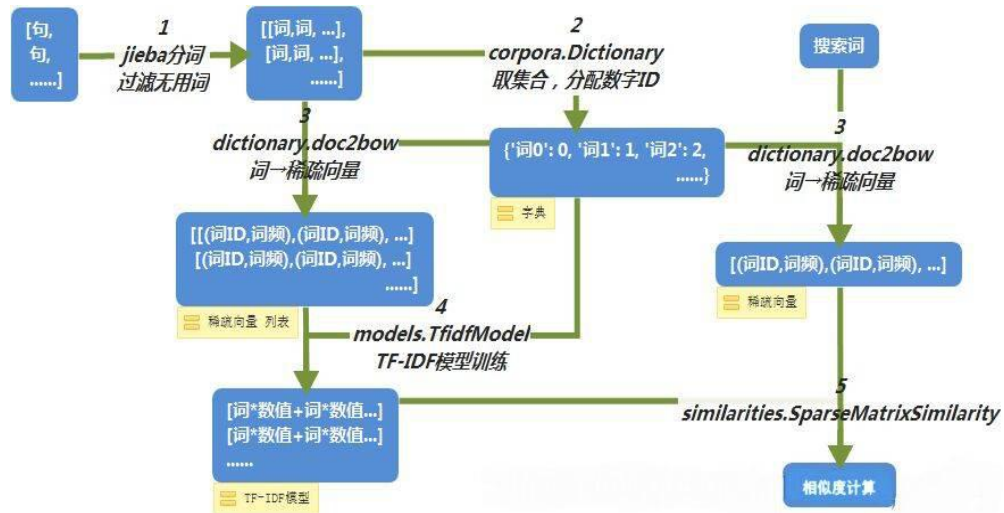 [句,
句,
......]
1
jieba分词
过滤无用词
[[词,词, ...],
[词,词, ...],
......]
2
corpora.Dictionary
取集合，分配数字ID
搜索词
3
dictionary.doc2bow
词→稀疏向量
{'词0': 0, '词1': 1, '词2': 2,
......}
字典
3
dictionary.doc2bow
词→稀疏向量
[[(词ID,词频),(词ID,词频), ...]
[(词ID,词频),(词ID,词频), ...]
......]
稀疏向量 列表
[(词ID,词频),(词ID,词频), ...]
稀疏向量
4
models.TfidfModel
TF-IDF模型训练
[词*数值+词*数值...]
[词*数值+词*数值...]
......
TF-IDF模型
5
similarities.SparseMatrixSimilarity
相似度计算